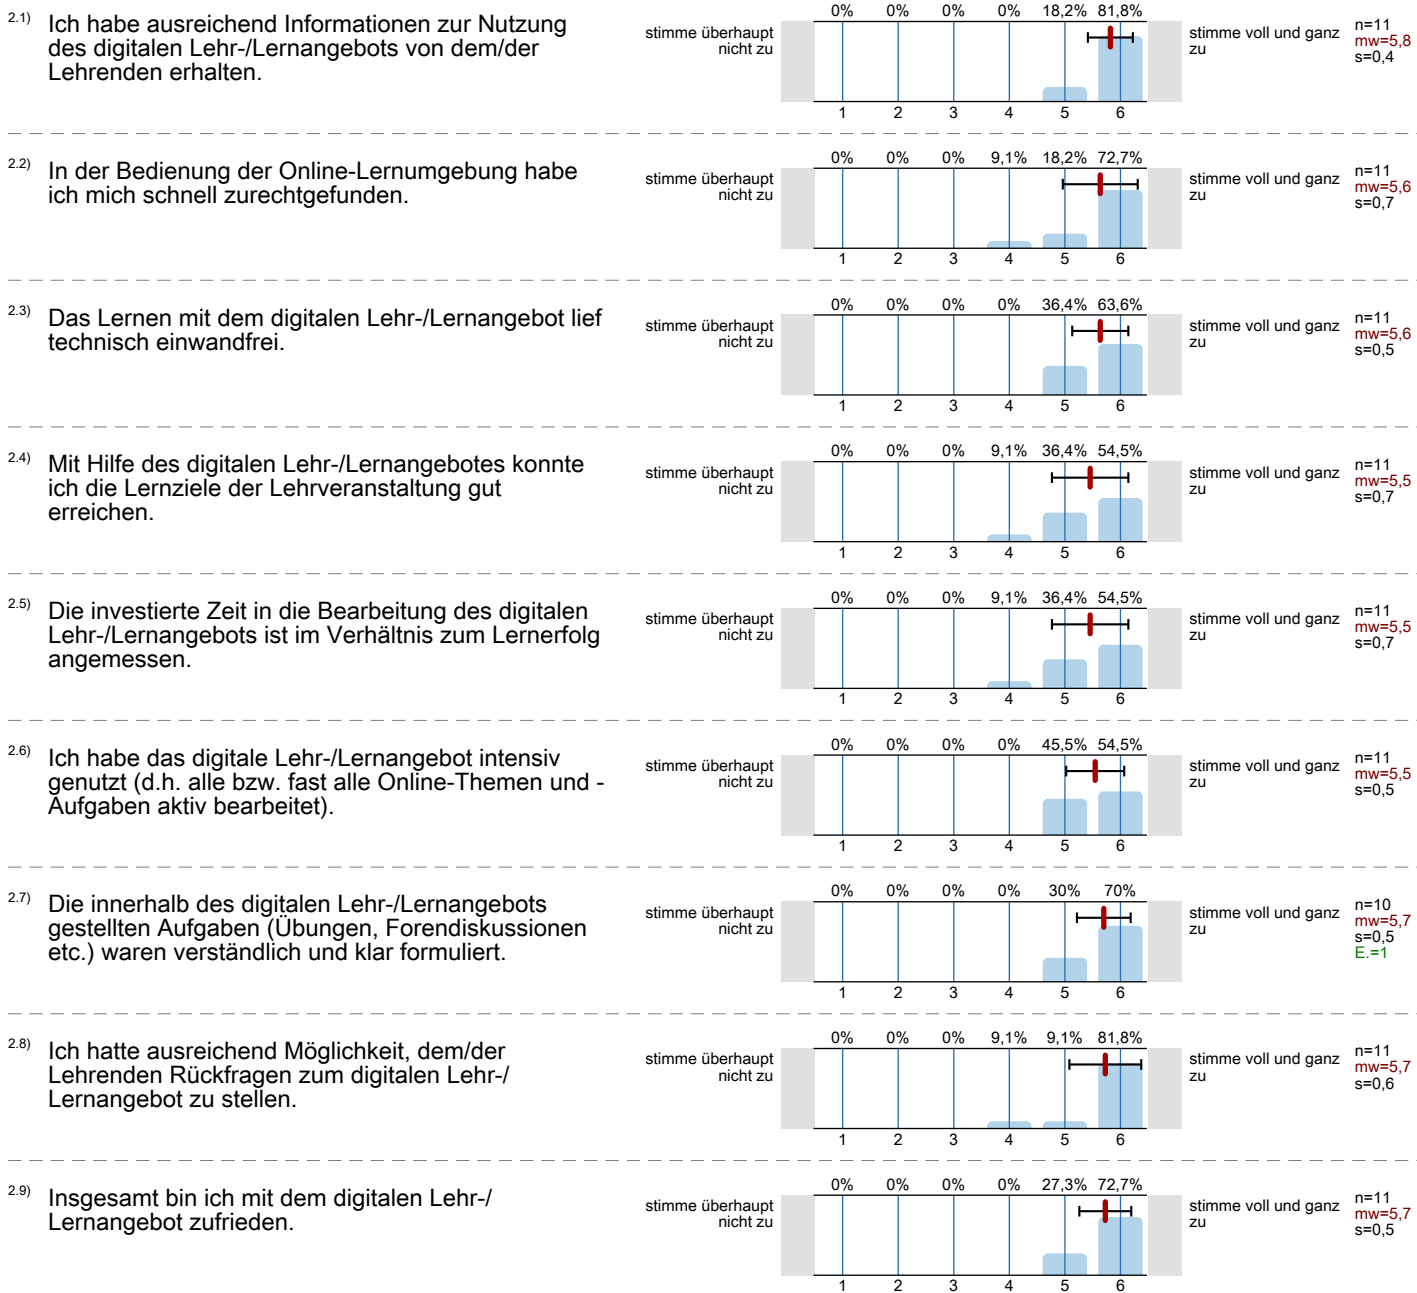 2.1) Ich habe ausreichend Informationen zur Nutzung
des digitalen Lehr-/Lernangebots von dem/der
Lehrenden erhalten.
stimme überhaupt
nicht zu
0% 0% 0% 0% 18,2% 81,8%
1 2 3 4 5 6
stimme voll und ganz
zu
n=11
mw=5,8
s=0,4
2.2) In der Bedienung der Online-Lernumgebung habe
ich mich schnell zurechtgefunden.
stimme überhaupt
nicht zu
0% 0% 0% 9,1% 18,2% 72,7%
1 2 3 4 5 6
stimme voll und ganz
zu
n=11
mw=5,6
s=0,7
2.3) Das Lernen mit dem digitalen Lehr-/Lernangebot lief
technisch einwandfrei.
stimme überhaupt
nicht zu
0% 0% 0% 0% 36,4% 63,6%
1 2 3 4 5 6
stimme voll und ganz
zu
n=11
mw=5,6
s=0,5
2.4) Mit Hilfe des digitalen Lehr-/Lernangebotes konnte
ich die Lernziele der Lehrveranstaltung gut
erreichen.
stimme überhaupt
nicht zu
0% 0% 0% 9,1% 36,4% 54,5%
1 2 3 4 5 6
stimme voll und ganz
zu
n=11
mw=5,5
s=0,7
2.5) Die investierte Zeit in die Bearbeitung des digitalen
Lehr-/Lernangebots ist im Verhältnis zum Lernerfolg
angemessen.
stimme überhaupt
nicht zu
0% 0% 0% 9,1% 36,4% 54,5%
1 2 3 4 5 6
stimme voll und ganz
zu
n=11
mw=5,5
s=0,7
2.6) Ich habe das digitale Lehr-/Lernangebot intensiv
genutzt (d.h. alle bzw. fast alle Online-Themen und -
Aufgaben aktiv bearbeitet).
stimme überhaupt
nicht zu
0% 0% 0% 0% 45,5% 54,5%
1 2 3 4 5 6
stimme voll und ganz
zu
n=11
mw=5,5
s=0,5
2.7) Die innerhalb des digitalen Lehr-/Lernangebots
gestellten Aufgaben (Übungen, Forendiskussionen
etc.) waren verständlich und klar formuliert.
stimme überhaupt
nicht zu
0% 0% 0% 0% 30% 70%
1 2 3 4 5 6
stimme voll und ganz
zu
n=10
mw=5,7
s=0,5
E.=1
2.8) Ich hatte ausreichend Möglichkeit, dem/der
Lehrenden Rückfragen zum digitalen Lehr-/
Lernangebot zu stellen.
stimme überhaupt
nicht zu
0% 0% 0% 9,1% 9,1% 81,8%
1 2 3 4 5 6
stimme voll und ganz
zu
n=11
mw=5,7
s=0,6
2.9) Insgesamt bin ich mit dem digitalen Lehr-/
Lernangebot zufrieden.
stimme überhaupt
nicht zu
0% 0% 0% 0% 27,3% 72,7%
1 2 3 4 5 6
stimme voll und ganz
zu
n=11
mw=5,7
s=0,5